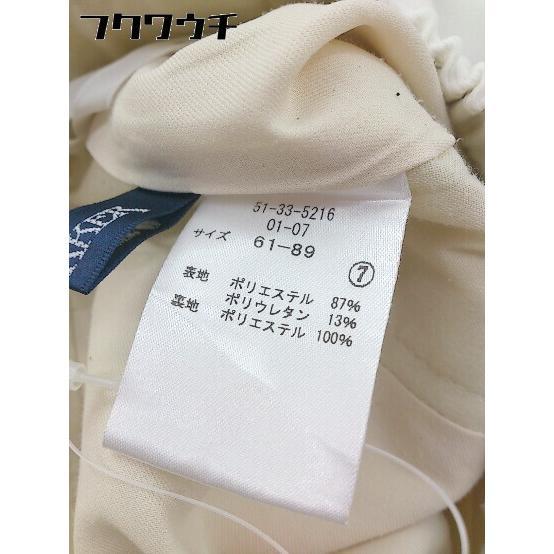 フクワウチ
AKER
51-33-5216
01-07
サイズ 61-89
⑦
表地 ポリエステル 87%
ポリウレタン 13%
裏地 ポリエステル 100%